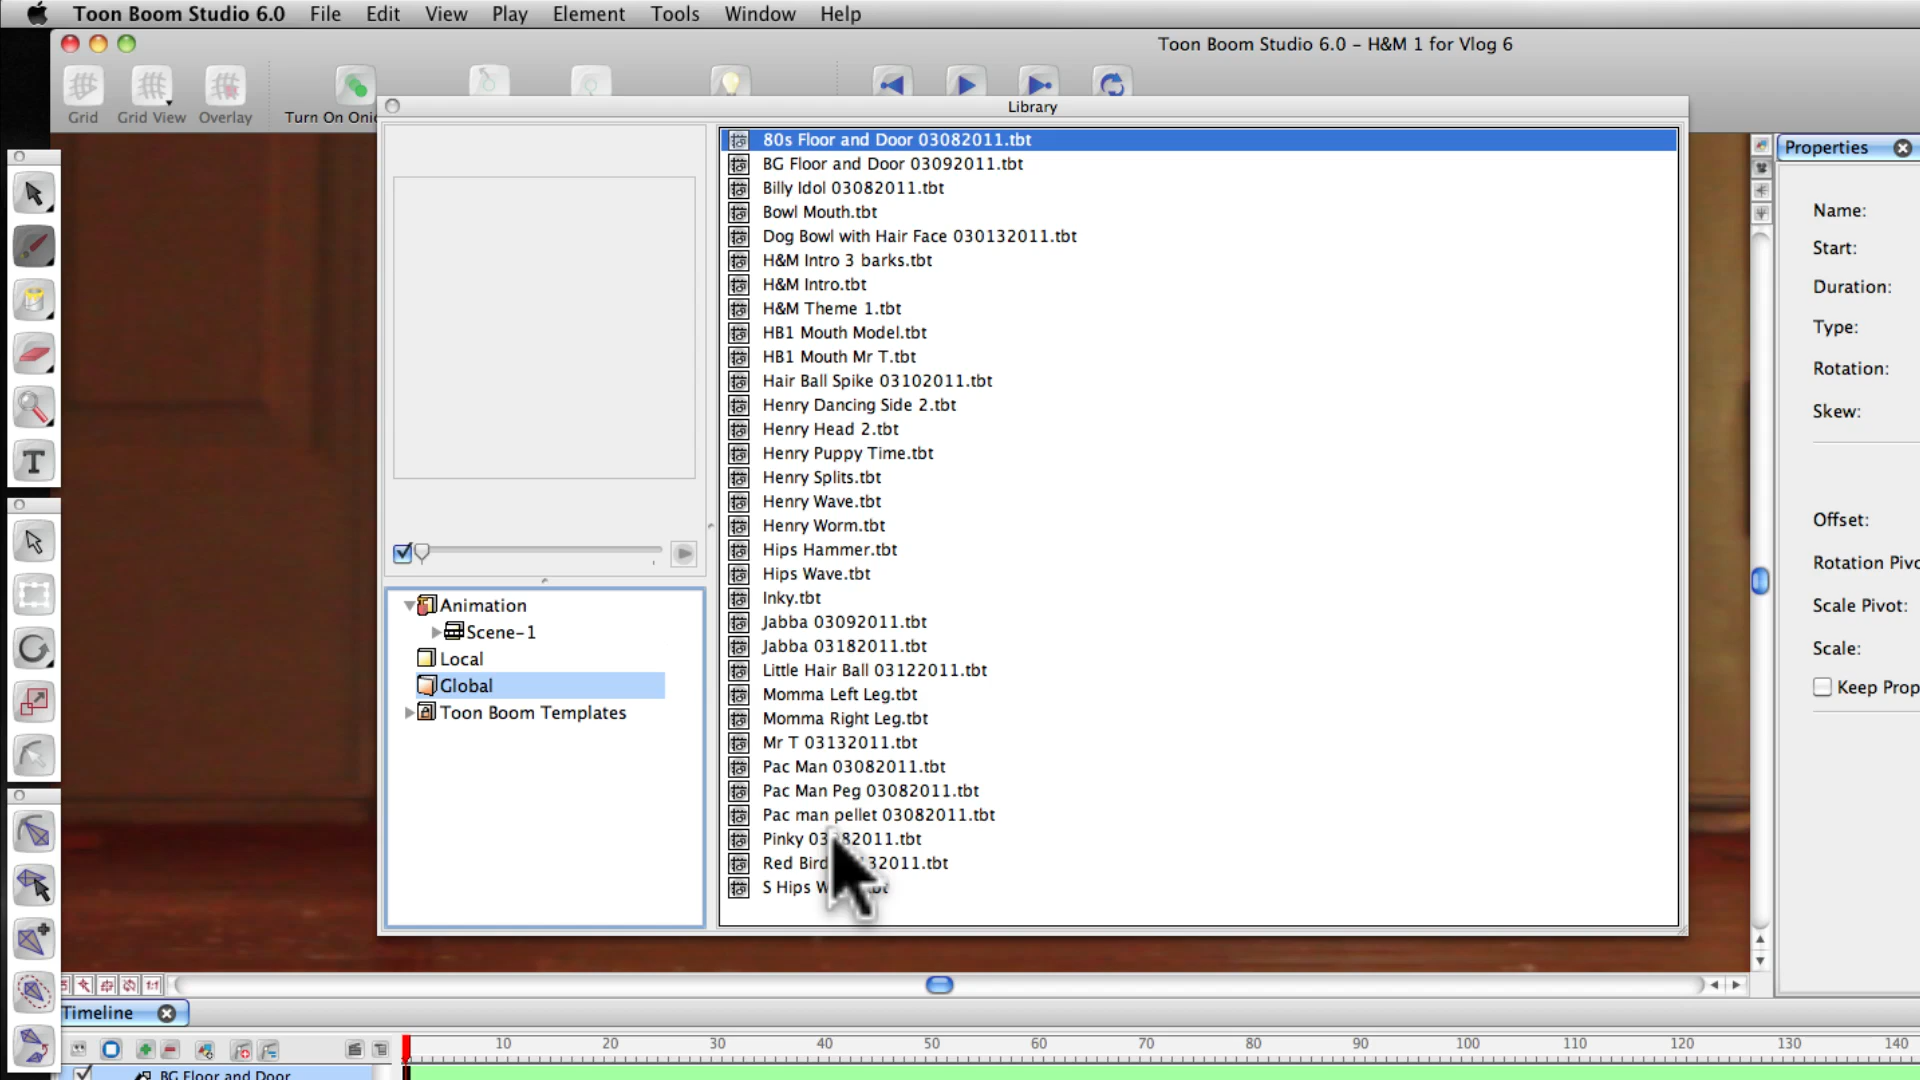 Toon Boom Studio 6.0 File Edit View Play Element Tools Window Help
Toon Boom Studio 6.0 – H&M 1 for Vlog 6
Grid Grid View Overlay Turn On Oni
Library
80s Floor and Door 03082011.tbt
BG Floor and Door 03092011.tbt
Billy Idol 03082011.tbt
Bowl Mouth.tbt
Dog Bowl with Hair Face 030132011.tbt
H&M Intro 3 barks.tbt
H&M Intro.tbt
H&M Theme 1.tbt
HB1 Mouth Model.tbt
HB1 Mouth Mr T.tbt
Hair Ball Spike 03102011.tbt
Henry Dancing Side 2.tbt
Henry Head 2.tbt
Henry Puppy Time.tbt
Henry Splits.tbt
Henry Wave.tbt
Henry Worm.tbt
Hips Hammer.tbt
Hips Wave.tbt
Inky.tbt
Jabba 03092011.tbt
Jabba 03182011.tbt
Little Hair Ball 03122011.tbt
Momma Left Leg.tbt
Momma Right Leg.tbt
Mr T 03132011.tbt
Pac Man 03082011.tbt
Pac Man Peg 03082011.tbt
Pac man pellet 03082011.tbt
Pinky 03 82011.tbt
Red Bird 32011.tbt
S Hips
Animation
Scene-1
Local
Global
Toon Boom Templates
Properties
Name:
Start:
Duration:
Type:
Rotation:
Skew:
Offset:
Rotation Pivo
Scale Pivot:
Scale:
Keep Prop
T
1:1
Timeline
10 20 30 40 50 60 70 80 90 100 110 120 130 140
BG Floor and Door